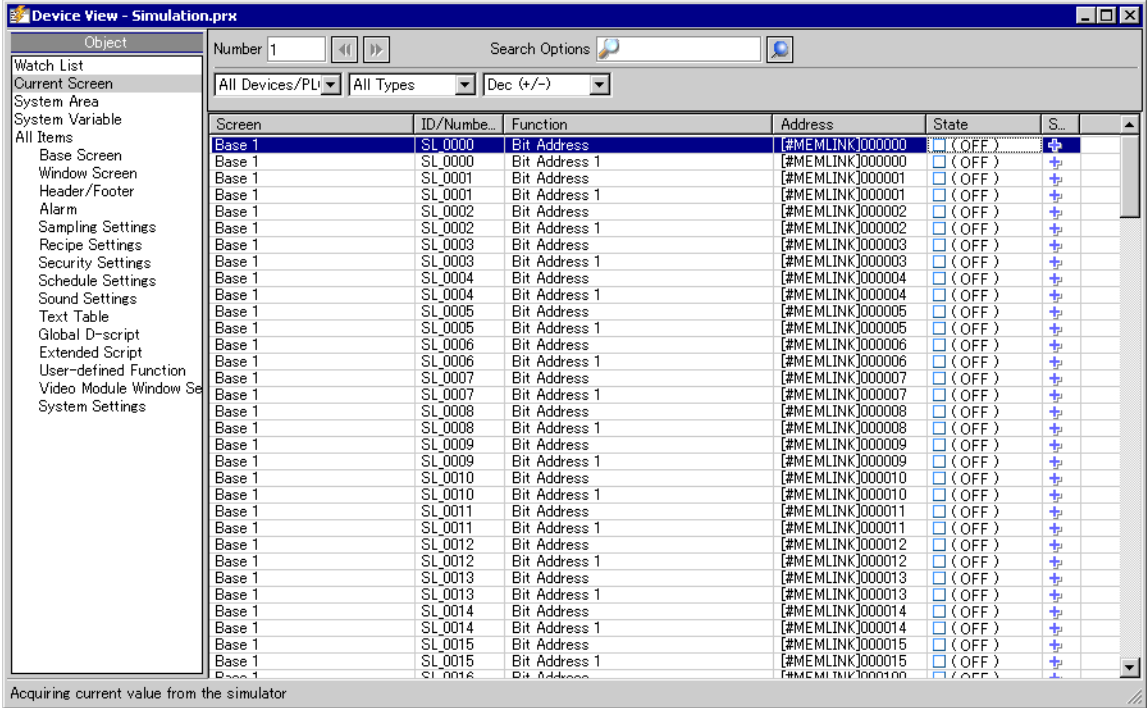 Device View - Simulation.prx
Object
Watch List
Current Screen
System Area
System Variable
All Items
Base Screen
Window Screen
Header/Footer
Alarm
Sampling Settings
Recipe Settings
Security Settings
Schedule Settings
Sound Settings
Text Table
Global D-script
Extended Script
User-defined Function
Video Module Window Se
System Settings
Number 1 Search Options
All Devices/PL All Types Dec (+/-)
Screen ID/Numbe... Function Address State S...
Base 1 SL_0000 Bit Address [#MEMLINK]000000 (OFF)
Base 1 SL_0000 Bit Address 1 [#MEMLINK]000000 (OFF)
Base 1 SL_0001 Bit Address [#MEMLINK]000001 (OFF)
Base 1 SL_0001 Bit Address 1 [#MEMLINK]000001 (OFF)
Base 1 SL_0002 Bit Address [#MEMLINK]000002 (OFF)
Base 1 SL_0002 Bit Address 1 [#MEMLINK]000002 (OFF)
Base 1 SL_0003 Bit Address [#MEMLINK]000003 (OFF)
Base 1 SL_0003 Bit Address 1 [#MEMLINK]000003 (OFF)
Base 1 SL_0004 Bit Address [#MEMLINK]000004 (OFF)
Base 1 SL_0004 Bit Address 1 [#MEMLINK]000004 (OFF)
Base 1 SL_0005 Bit Address [#MEMLINK]000005 (OFF)
Base 1 SL_0005 Bit Address 1 [#MEMLINK]000005 (OFF)
Base 1 SL_0006 Bit Address [#MEMLINK]000006 (OFF)
Base 1 SL_0006 Bit Address 1 [#MEMLINK]000006 (OFF)
Base 1 SL_0007 Bit Address [#MEMLINK]000007 (OFF)
Base 1 SL_0007 Bit Address 1 [#MEMLINK]000007 (OFF)
Base 1 SL_0008 Bit Address [#MEMLINK]000008 (OFF)
Base 1 SL_0008 Bit Address 1 [#MEMLINK]000008 (OFF)
Base 1 SL_0009 Bit Address [#MEMLINK]000009 (OFF)
Base 1 SL_0009 Bit Address 1 [#MEMLINK]000009 (OFF)
Base 1 SL_0010 Bit Address [#MEMLINK]000010 (OFF)
Base 1 SL_0010 Bit Address 1 [#MEMLINK]000010 (OFF)
Base 1 SL_0011 Bit Address [#MEMLINK]000011 (OFF)
Base 1 SL_0011 Bit Address 1 [#MEMLINK]000011 (OFF)
Base 1 SL_0012 Bit Address [#MEMLINK]000012 (OFF)
Base 1 SL_0012 Bit Address 1 [#MEMLINK]000012 (OFF)
Base 1 SL_0013 Bit Address [#MEMLINK]000013 (OFF)
Base 1 SL_0013 Bit Address 1 [#MEMLINK]000013 (OFF)
Base 1 SL_0014 Bit Address [#MEMLINK]000014 (OFF)
Base 1 SL_0014 Bit Address 1 [#MEMLINK]000014 (OFF)
Base 1 SL_0015 Bit Address [#MEMLINK]000015 (OFF)
Base 1 SL_0015 Bit Address 1 [#MEMLINK]000015 (OFF)
Acquiring current value from the simulator